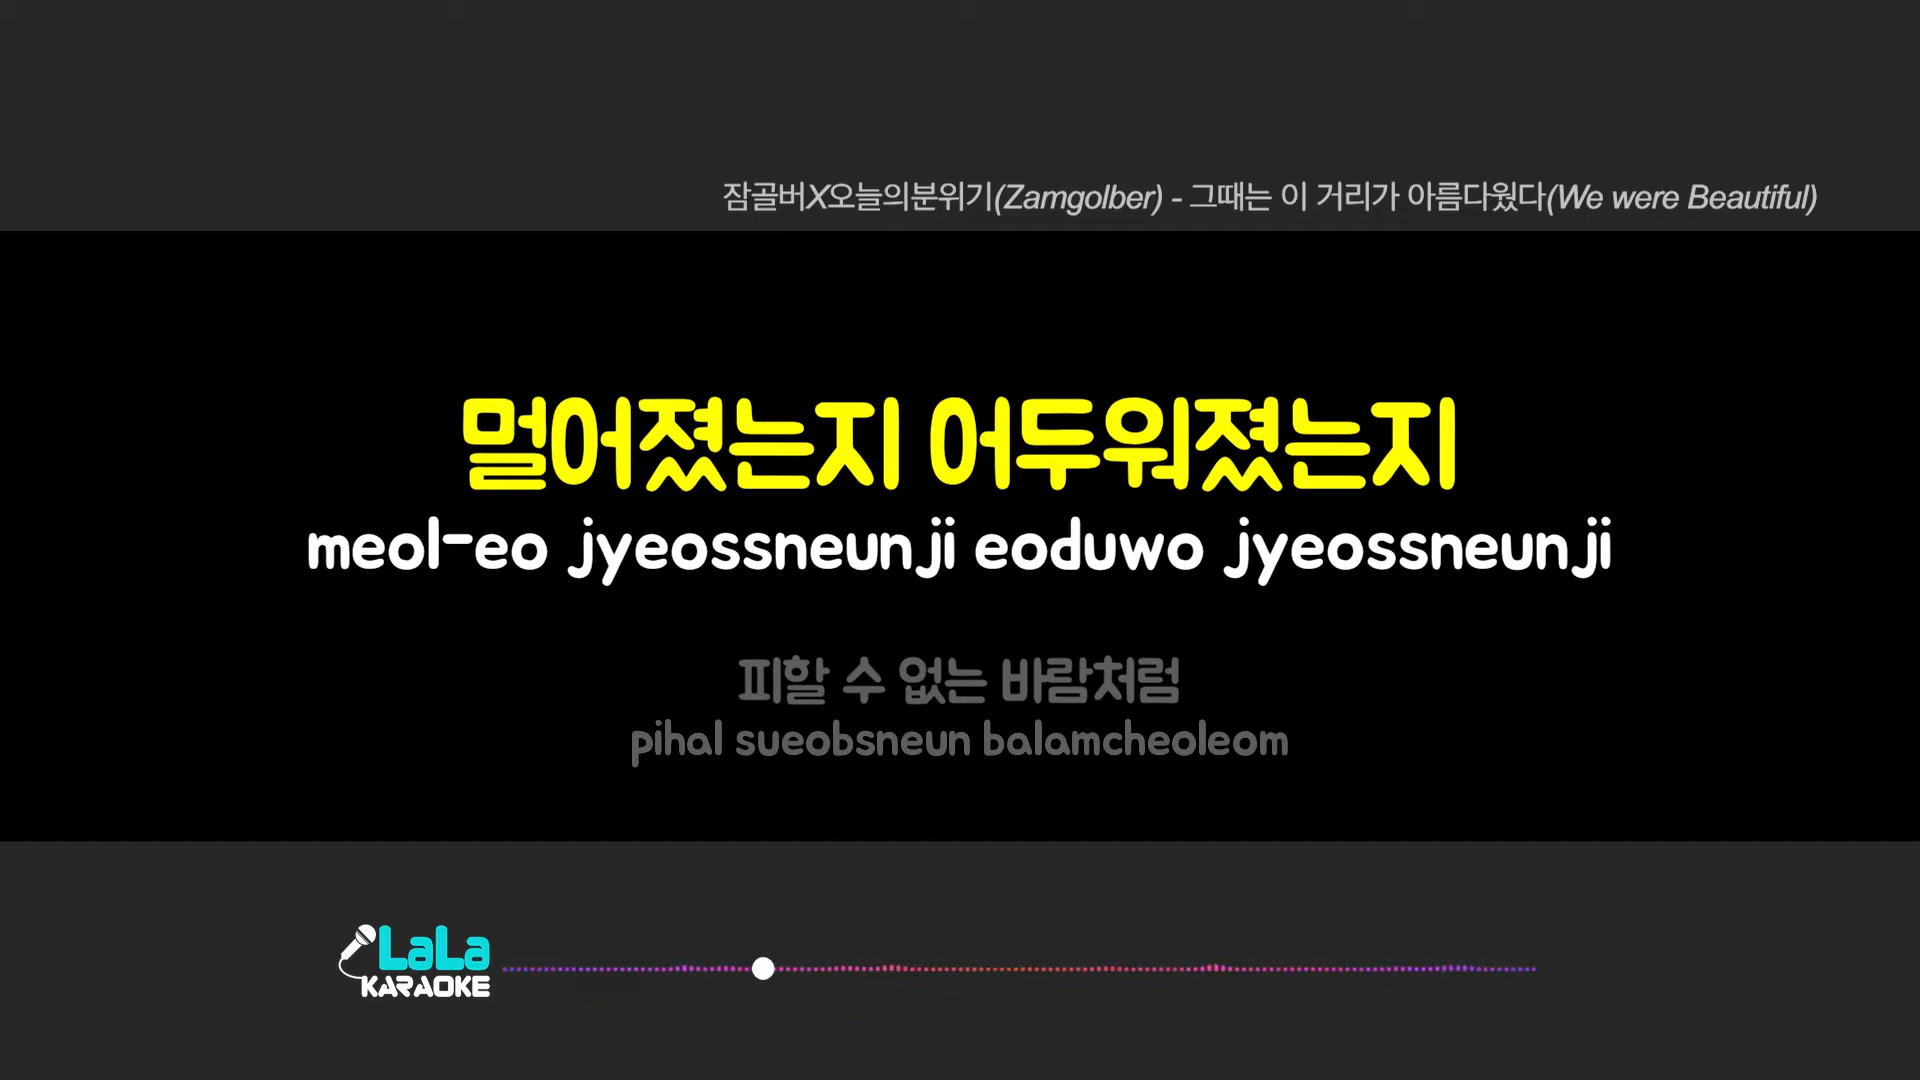 잠골버X오늘의분위기(Zamgolber) - 그때는 이 거리가 아름다웠다(We were Beautiful)
멀어졌는지 어두워졌는지
meol-eo jyeossneunji eoduwo jyeossneunji
피할 수 없는 바람처럼
pihal sueobsneun balamcheoleom
LaLa
KARAOKE